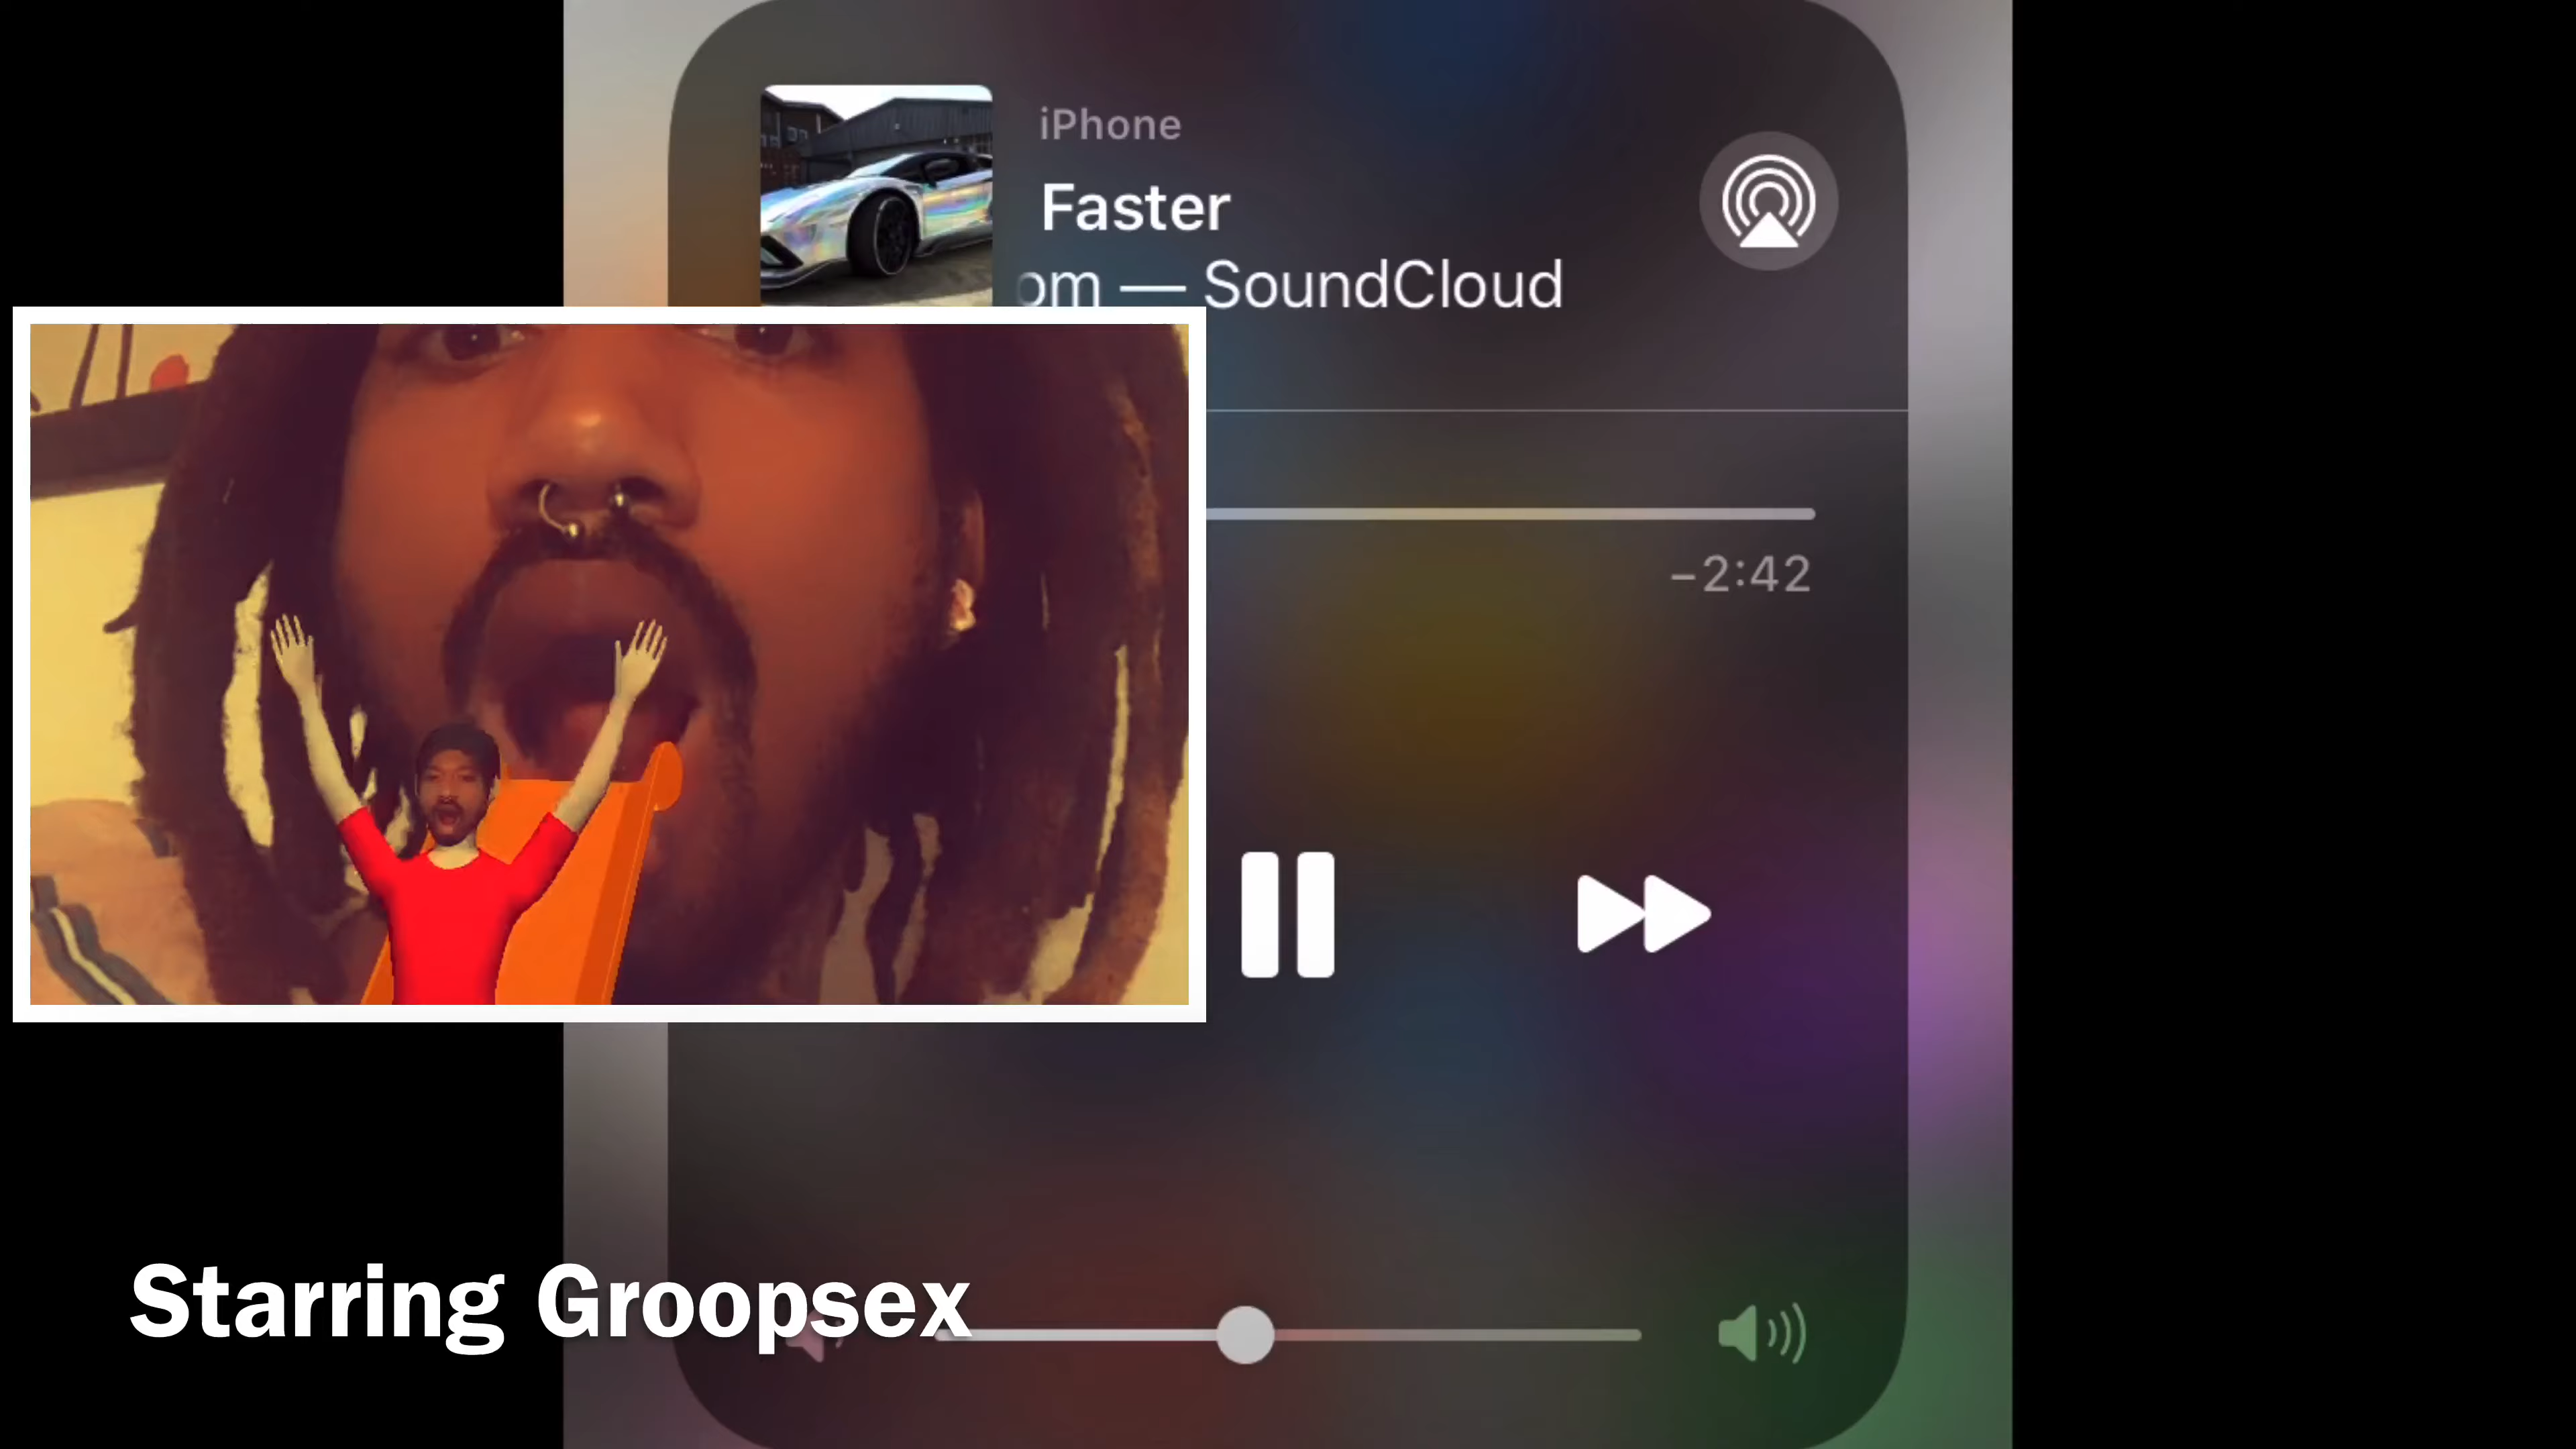 iPhone
Faster
om — SoundCloud
-2:42
Starring Groopsex